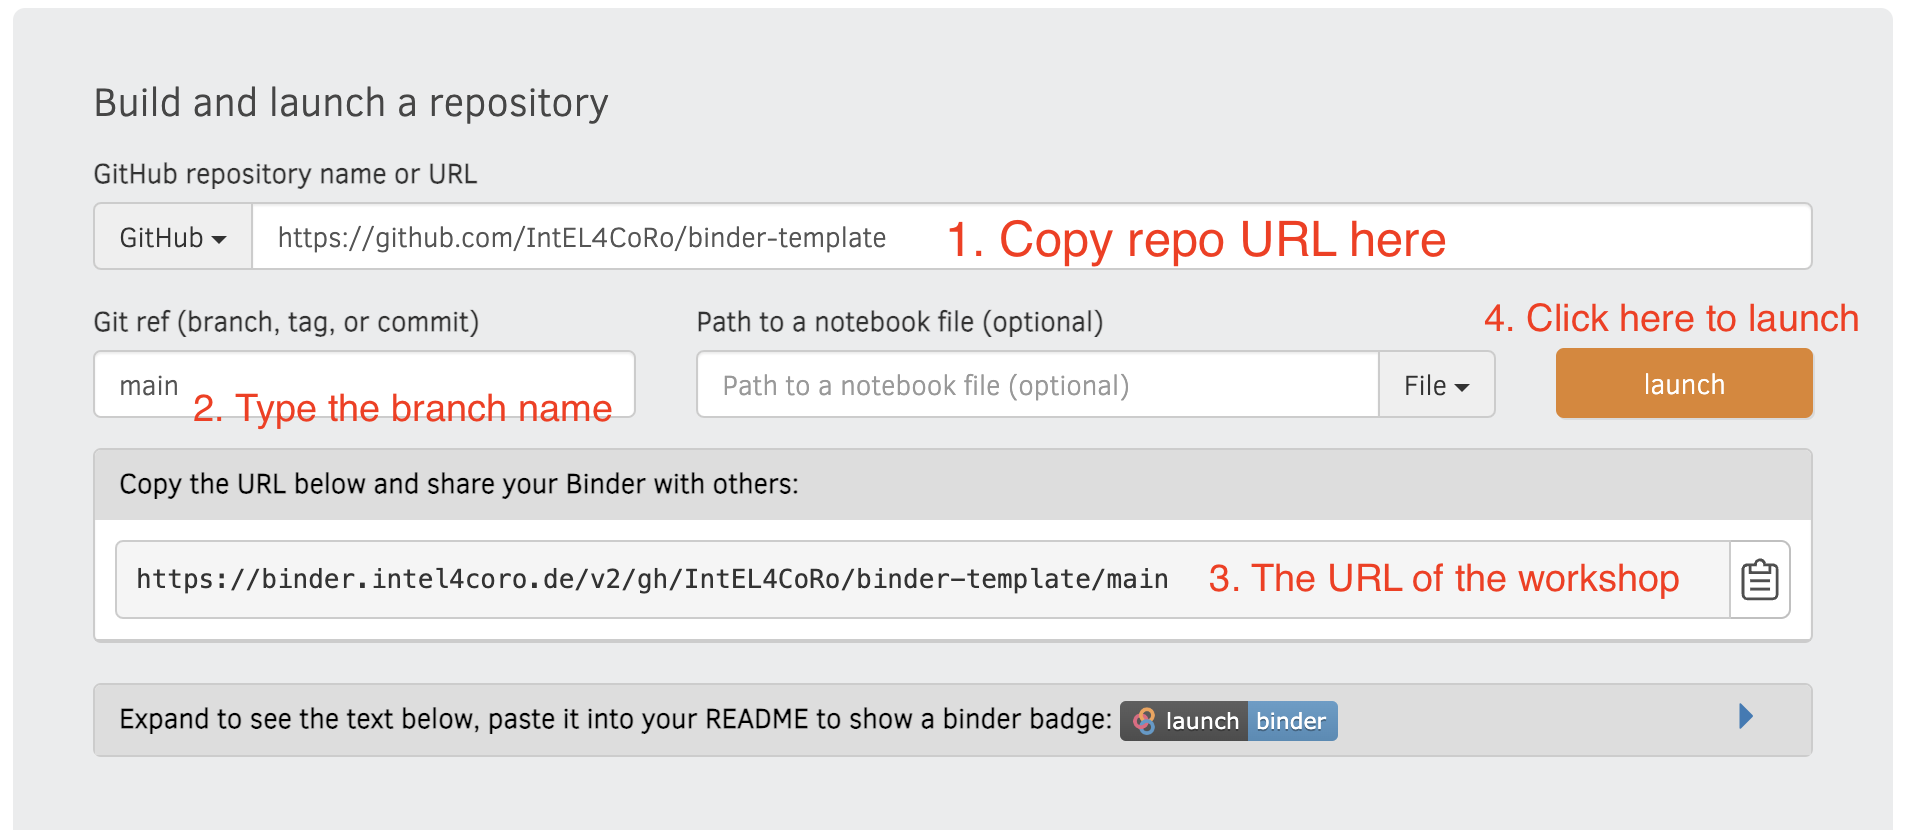 Build and launch a repository
GitHub repository name or URL
GitHub https://github.com/IntEL4CoRo/binder-template 1. Copy repo URL here
Git ref (branch, tag, or commit) Path to a notebook file (optional) 4. Click here to launch
main 2. Type the branch name Path to a notebook file (optional) File launch
Copy the URL below and share your Binder with others:
https://binder.intel4coro.de/v2/gh/IntEL4CoRo/binder-template/main 3. The URL of the workshop
Expand to see the text below, paste it into your README to show a binder badge: launch binder